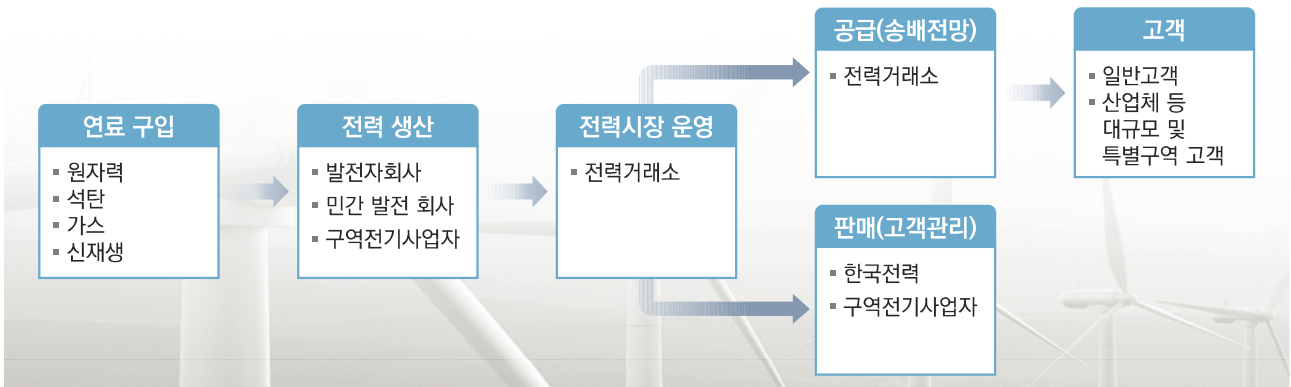 연료 구입
▪ 원자력
▪ 석탄
▪ 가스
▪ 신재생
전력 생산
▪ 발전자회사
▪ 민간 발전 회사
▪ 구역전기사업자
전력시장 운영
▪ 전력거래소
공급(송배전망)
▪ 전력거래소
판매(고객관리)
▪ 한국전력
▪ 구역전기사업자
고객
▪ 일반고객
▪ 산업체 등
대규모 및
특별구역 고객